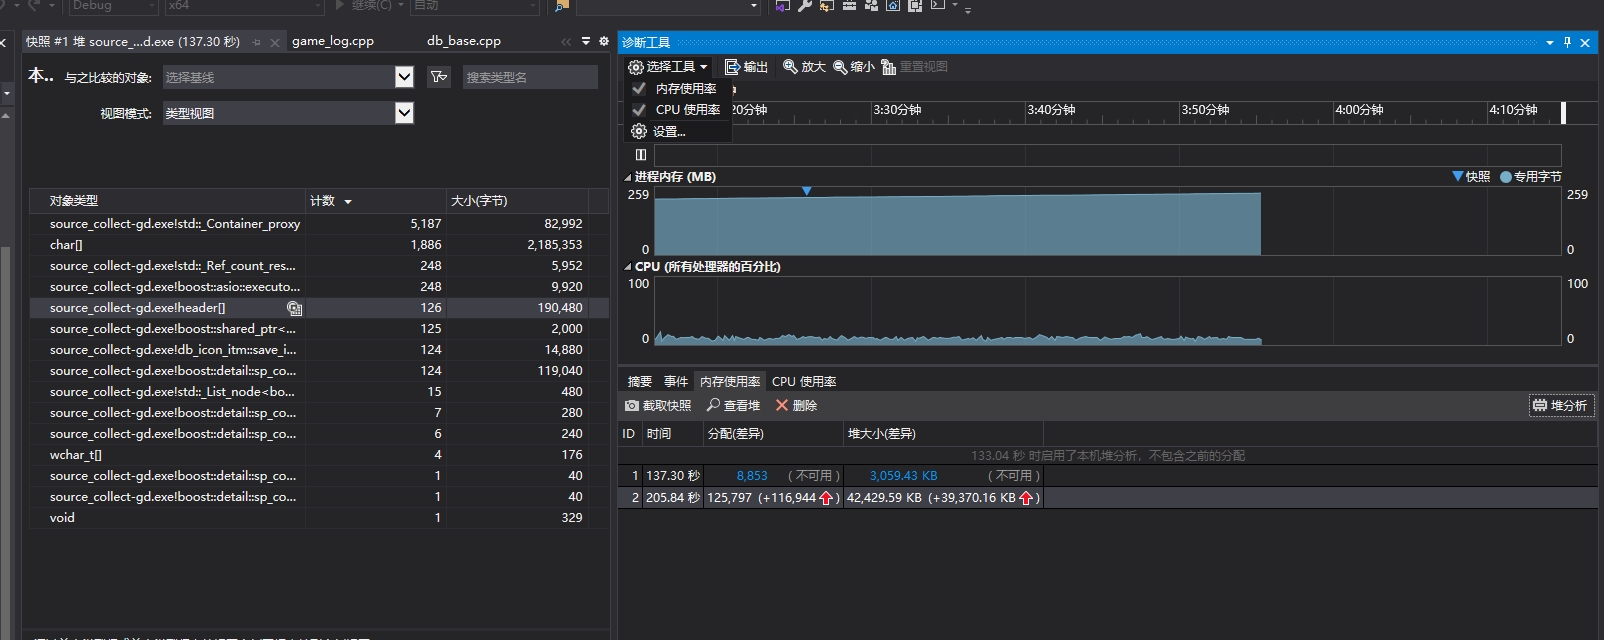 Debug x64 继续(C) 自动
快照 #1 堆 source_...d.exe (137.30 秒) game_log.cpp db_base.cpp
本.. 与之比较的对象: 选择基线 搜索类型名
视图模式: 类型视图
对象类型 计数 大小(字节)
source_collect-gd.exe!std::_Container_proxy 5,187 82,992
char[] 1,886 2,185,353
source_collect-gd.exe!std::_Ref_count_res... 248 5,952
source_collect-gd.exe!boost::asio::executo... 248 9,920
source_collect-gd.exe!header[] 126 190,480
source_collect-gd.exe!boost::shared_ptr<... 125 2,000
source_collect-gd.exe!db_icon_itm::save_i... 124 14,880
source_collect-gd.exe!boost::detail::sp_co... 124 119,040
source_collect-gd.exe!std::_List_node<bo... 15 480
source_collect-gd.exe!boost::detail::sp_co... 7 280
source_collect-gd.exe!boost::detail::sp_co... 6 240
wchar_t[] 4 176
source_collect-gd.exe!boost::detail::sp_co... 1 40
source_collect-gd.exe!boost::detail::sp_co... 1 40
void 1 329
诊断工具
选择工具 输出 放大 缩小 重置视图
内存使用率
CPU 使用率
设置...
20分钟 3:30分钟 3:40分钟 3:50分钟 4:00分钟 4:10分钟
进程内存 (MB) 快照 专用字节
259 259
0 0
CPU (所有处理器的百分比)
100 100
0 0
摘要 事件 内存使用率 CPU 使用率
截取快照 查看堆 删除 堆分析
ID 时间 分配(差异) 堆大小(差异)
133.04 秒 时启用了本机堆分析，不包含之前的分配
1 137.30 秒 8,853 (不可用) 3,059.43 KB (不可用)
2 205.84 秒 125,797 (+116,944) 42,429.59 KB (+39,370.16 KB)